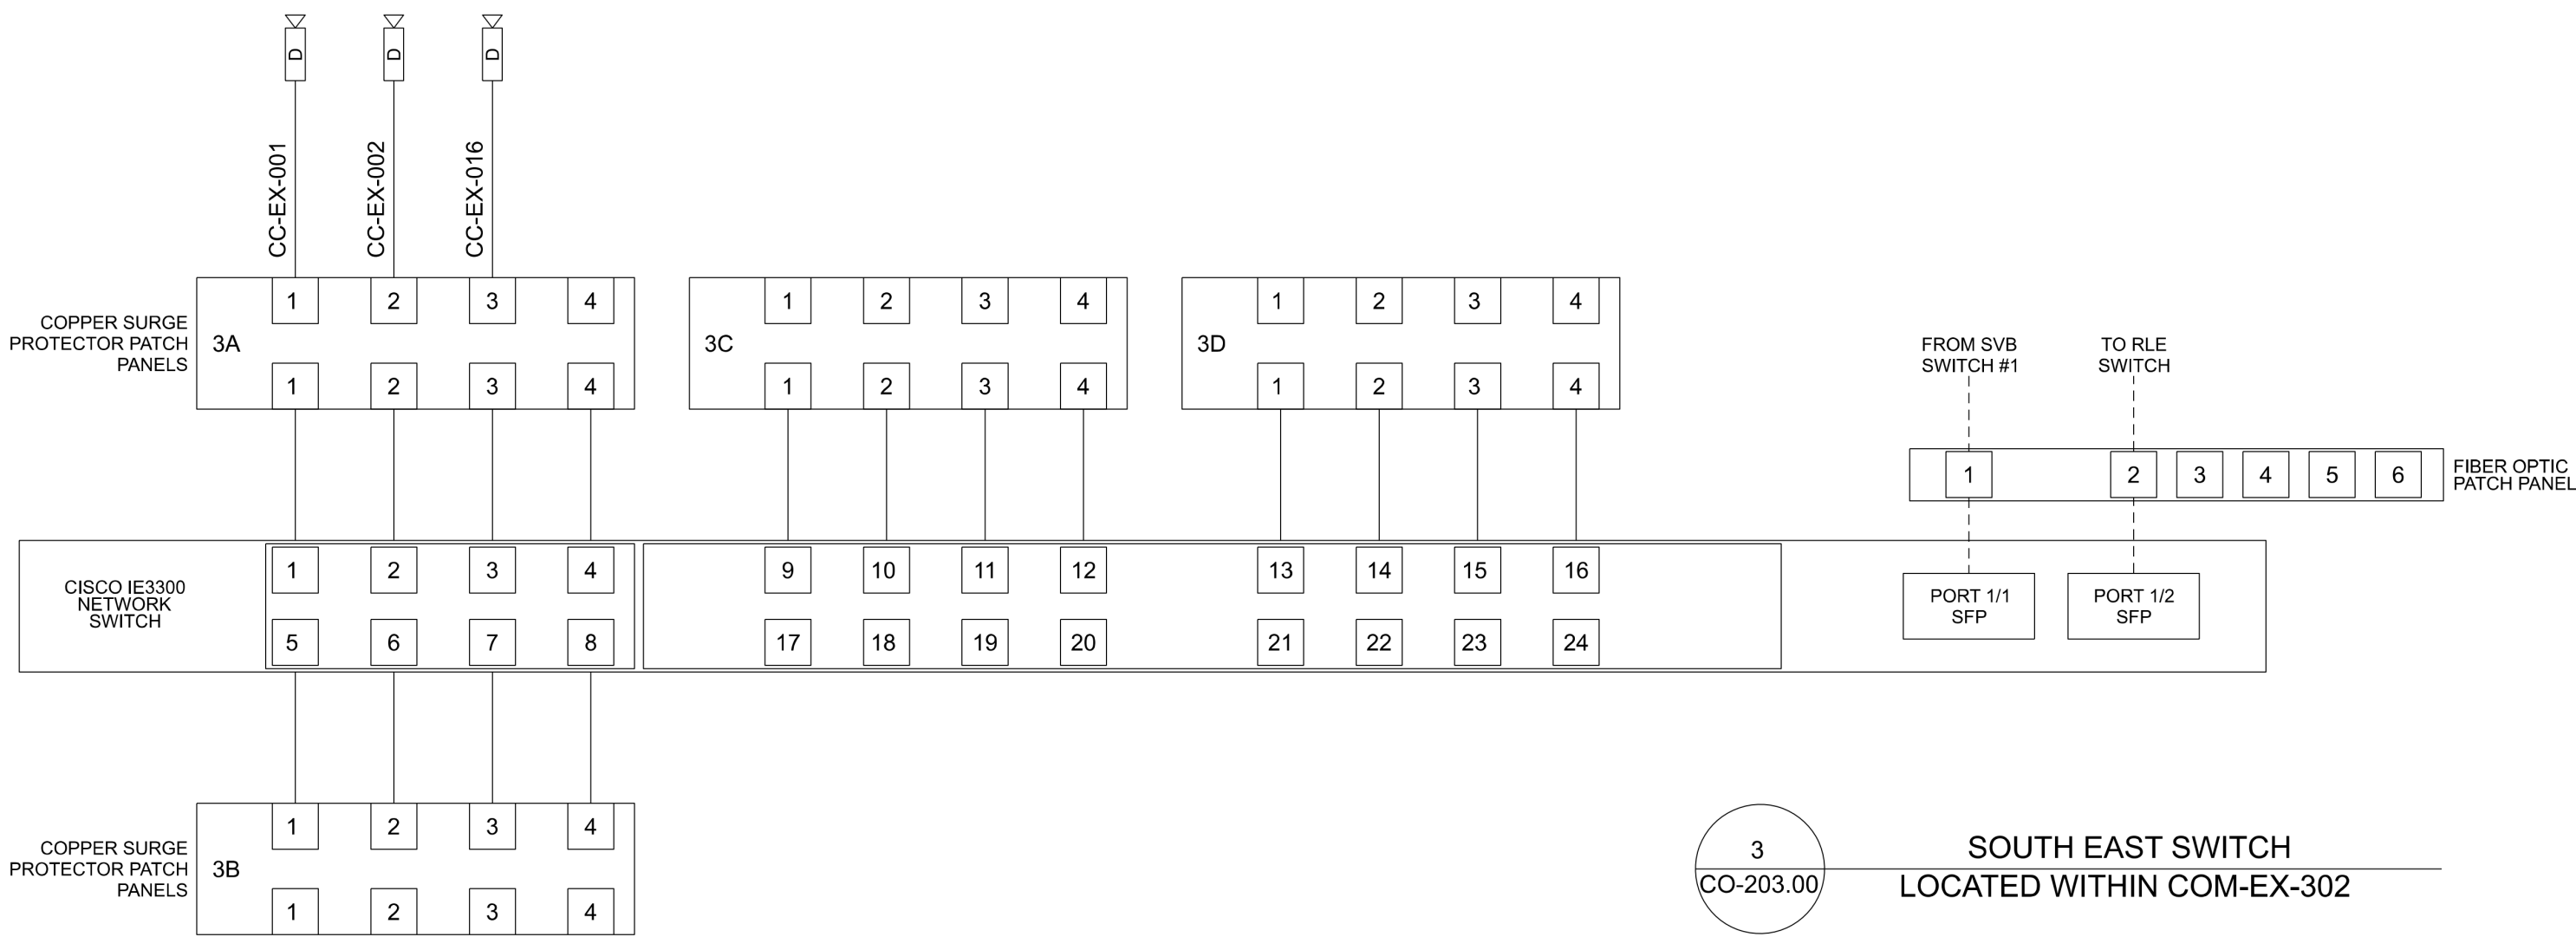 D
D
D
CC-EX-001
CC-EX-002
CC-EX-016
COPPER SURGE
PROTECTOR PATCH
PANELS
3A
1 2 3 4
1 2 3 4
3C
1 2 3 4
1 2 3 4
3D
1 2 3 4
1 2 3 4
FROM SVB
SWITCH #1
TO RLE
SWITCH
1 2 3 4 5 6
FIBER OPTIC
PATCH PANEL
CISCO IE3300
NETWORK
SWITCH
1 2 3 4 9 10 11 12 13 14 15 16
5 6 7 8 17 18 19 20 21 22 23 24
PORT 1/1
SFP
PORT 1/2
SFP
COPPER SURGE
PROTECTOR PATCH
PANELS
3B
1 2 3 4
1 2 3 4
3
CO-203.00
SOUTH EAST SWITCH
LOCATED WITHIN COM-EX-302